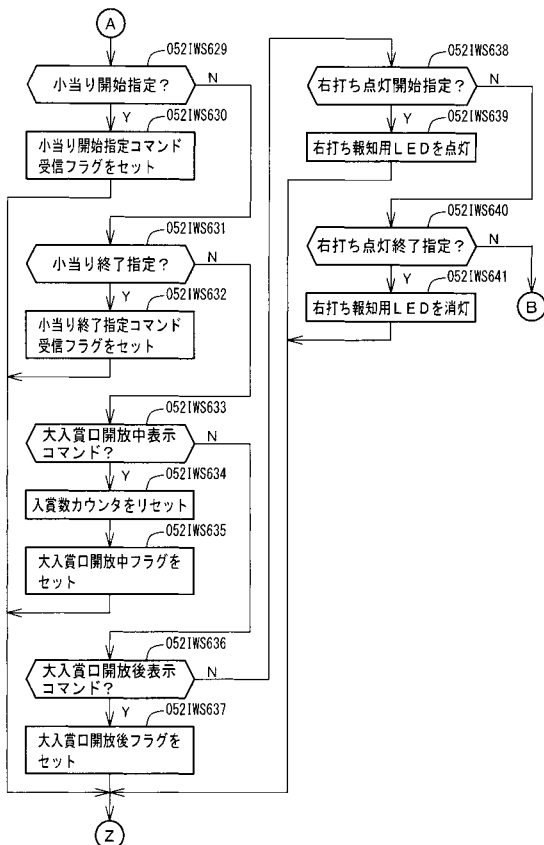 A
052IWS629
小当り開始指定？
N
Y
052IWS630
小当り開始指定コマンド
受信フラグをセット
052IWS631
小当り終了指定？
N
Y
052IWS632
小当り終了指定コマンド
受信フラグをセット
052IWS633
大入賞口開放中表示
コマンド？
N
Y
052IWS634
入賞数カウンタをリセット
052IWS635
大入賞口開放中フラグを
セット
052IWS636
大入賞口開放後表示
コマンド？
N
Y
052IWS637
大入賞口開放後フラグを
セット
Z
052IWS638
右打ち点灯開始指定？
N
Y
052IWS639
右打ち報知用ＬＥＤを点灯
052IWS640
右打ち点灯終了指定？
N
Y
052IWS641
右打ち報知用ＬＥＤを消灯
B